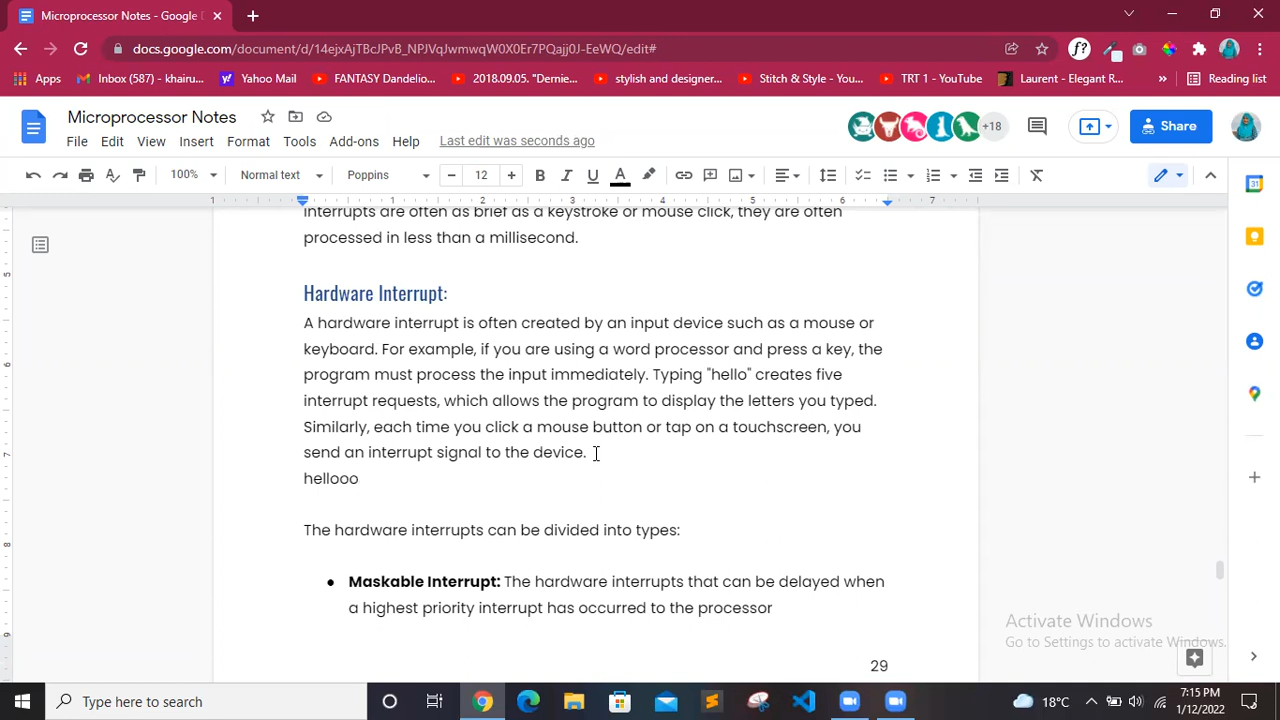 Microprocessor Notes - Google D
docs.google.com/document/d/14ejxAjTBcJPvB_NPJVqJwmwqW0X0Er7PQajj0J-EeWQ/edit#
Apps
Inbox (587) - khairu...
Yahoo Mail
FANTASY Dandelio...
2018.09.05. "Dernie...
stylish and designer...
Stitch & Style - You...
TRT 1 - YouTube
Laurent - Elegant R...
Reading list
Microprocessor Notes
+18
Share
File Edit View Insert Format Tools Add-ons Help Last edit was seconds ago
100% Normal text Poppins 12
1 1 2 3 4 5 6 7
interrupts are often as brief as a keystroke or mouse click, they are often
processed in less than a millisecond.
Hardware Interrupt:
A hardware interrupt is often created by an input device such as a mouse or
keyboard. For example, if you are using a word processor and press a key, the
program must process the input immediately. Typing "hello" creates five
interrupt requests, which allows the program to display the letters you typed.
Similarly, each time you click a mouse button or tap on a touchscreen, you
send an interrupt signal to the device.
hellooo
The hardware interrupts can be divided into types:
● Maskable Interrupt: The hardware interrupts that can be delayed when
a highest priority interrupt has occurred to the processor
29
Activate Windows
Go to Settings to activate Windows.
Type here to search
18°C
7:15 PM
1/12/2022